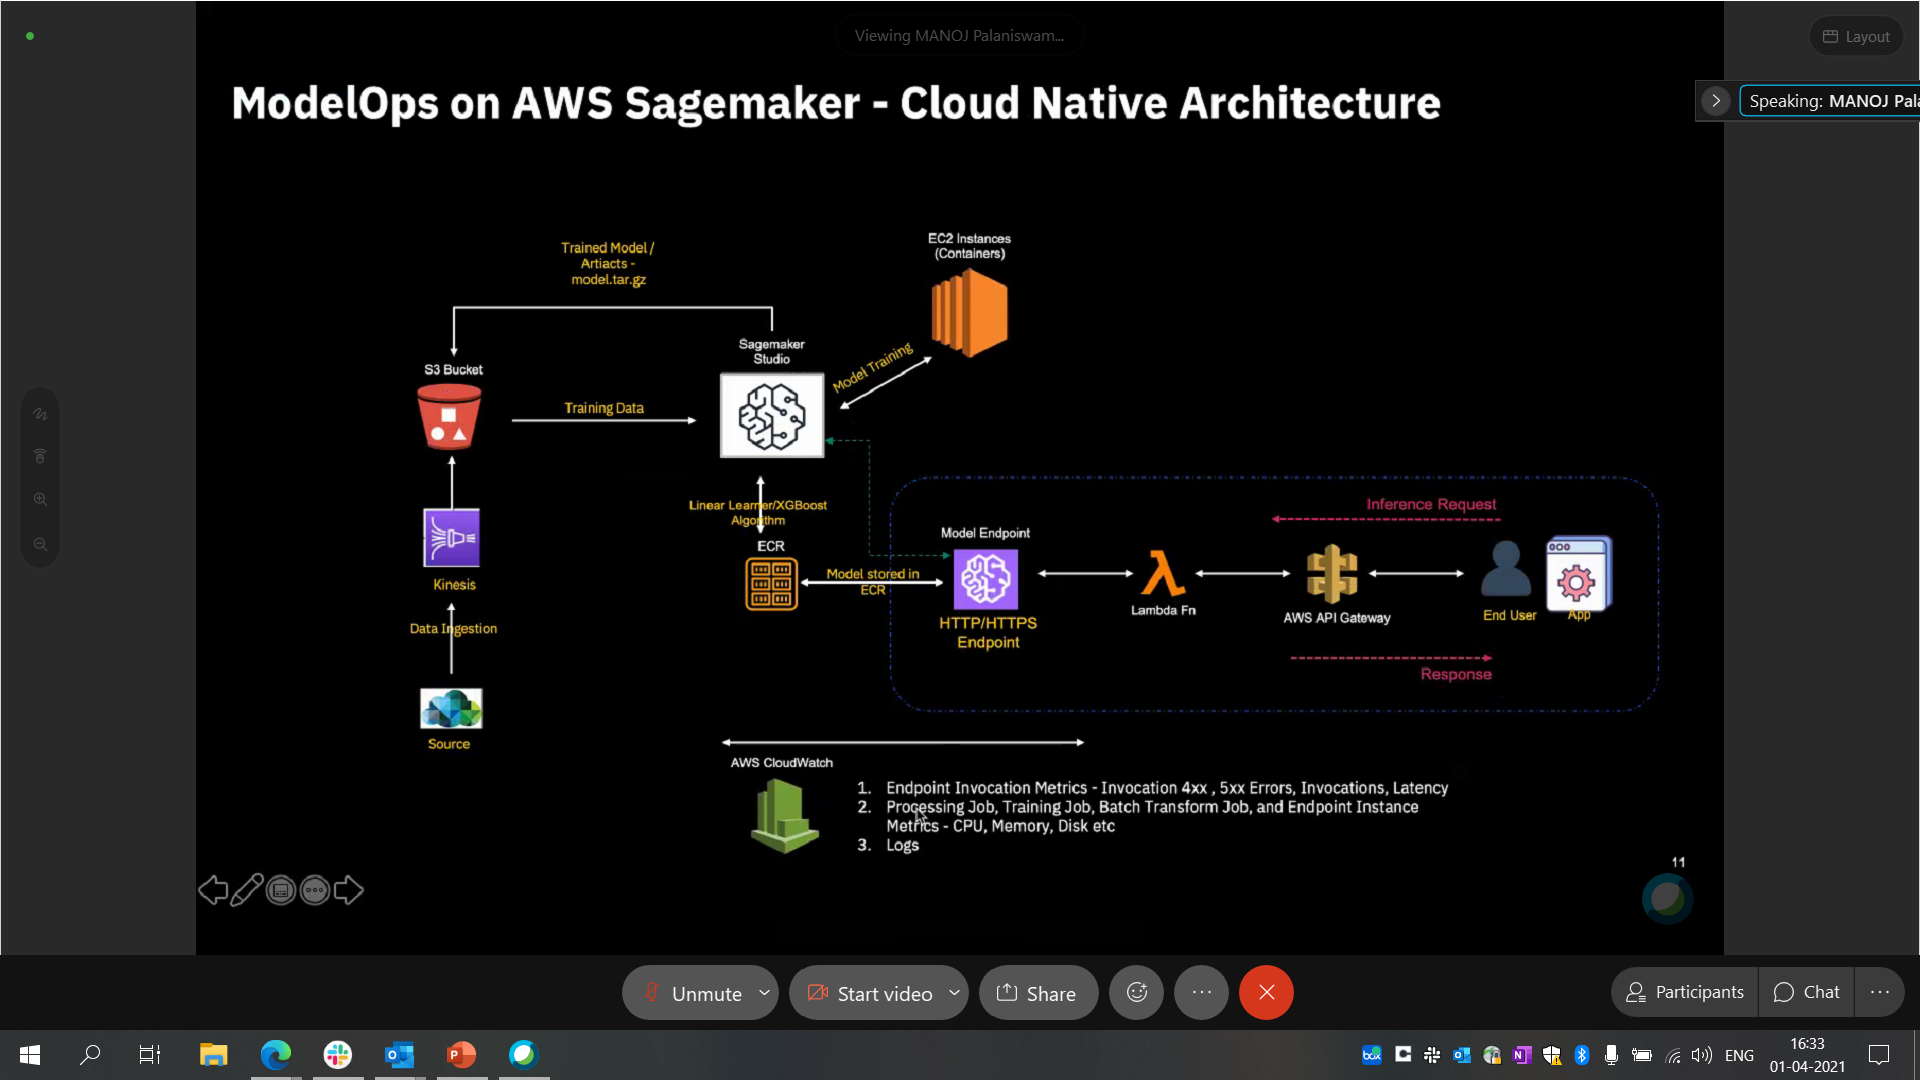 Viewing MANOJ Palaniswam...
Layout
ModelOps on AWS Sagemaker - Cloud Native Architecture
Speaking: MANOJ Pala
EC2 Instances
(Containers)
Trained Model /
Artiacts -
model.tar.gz
Sagemaker
Studio
Model Training
S3 Bucket
Training Data
Linear Learner/XGBoost
Algorithm
ECR
Model stored in
ECR
Inference Request
Model Endpoint
HTTP/HTTPS
Endpoint
Lambda Fn
AWS API Gateway
End User
App
Response
Kinesis
Data Ingestion
Source
AWS CloudWatch
1. Endpoint Invocation Metrics - Invocation 4xx , 5xx Errors, Invocations, Latency
2. Processing Job, Training Job, Batch Transform Job, and Endpoint Instance
Metrics - CPU, Memory, Disk etc
3. Logs
11
Unmute
Start video
Share
Participants
Chat
box
ENG
16:33
01-04-2021